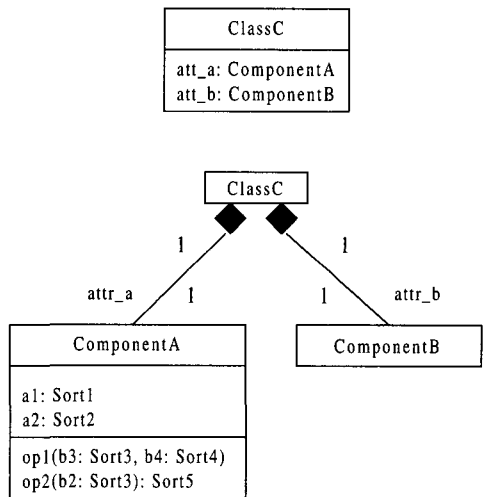 ClassC
att_a: ComponentA
att_b: ComponentB
ClassC
1
1
attr_a
1
1
attr_b
ComponentA
ComponentB
a1: Sort1
a2: Sort2
op1(b3: Sort3, b4: Sort4)
op2(b2: Sort3): Sort5